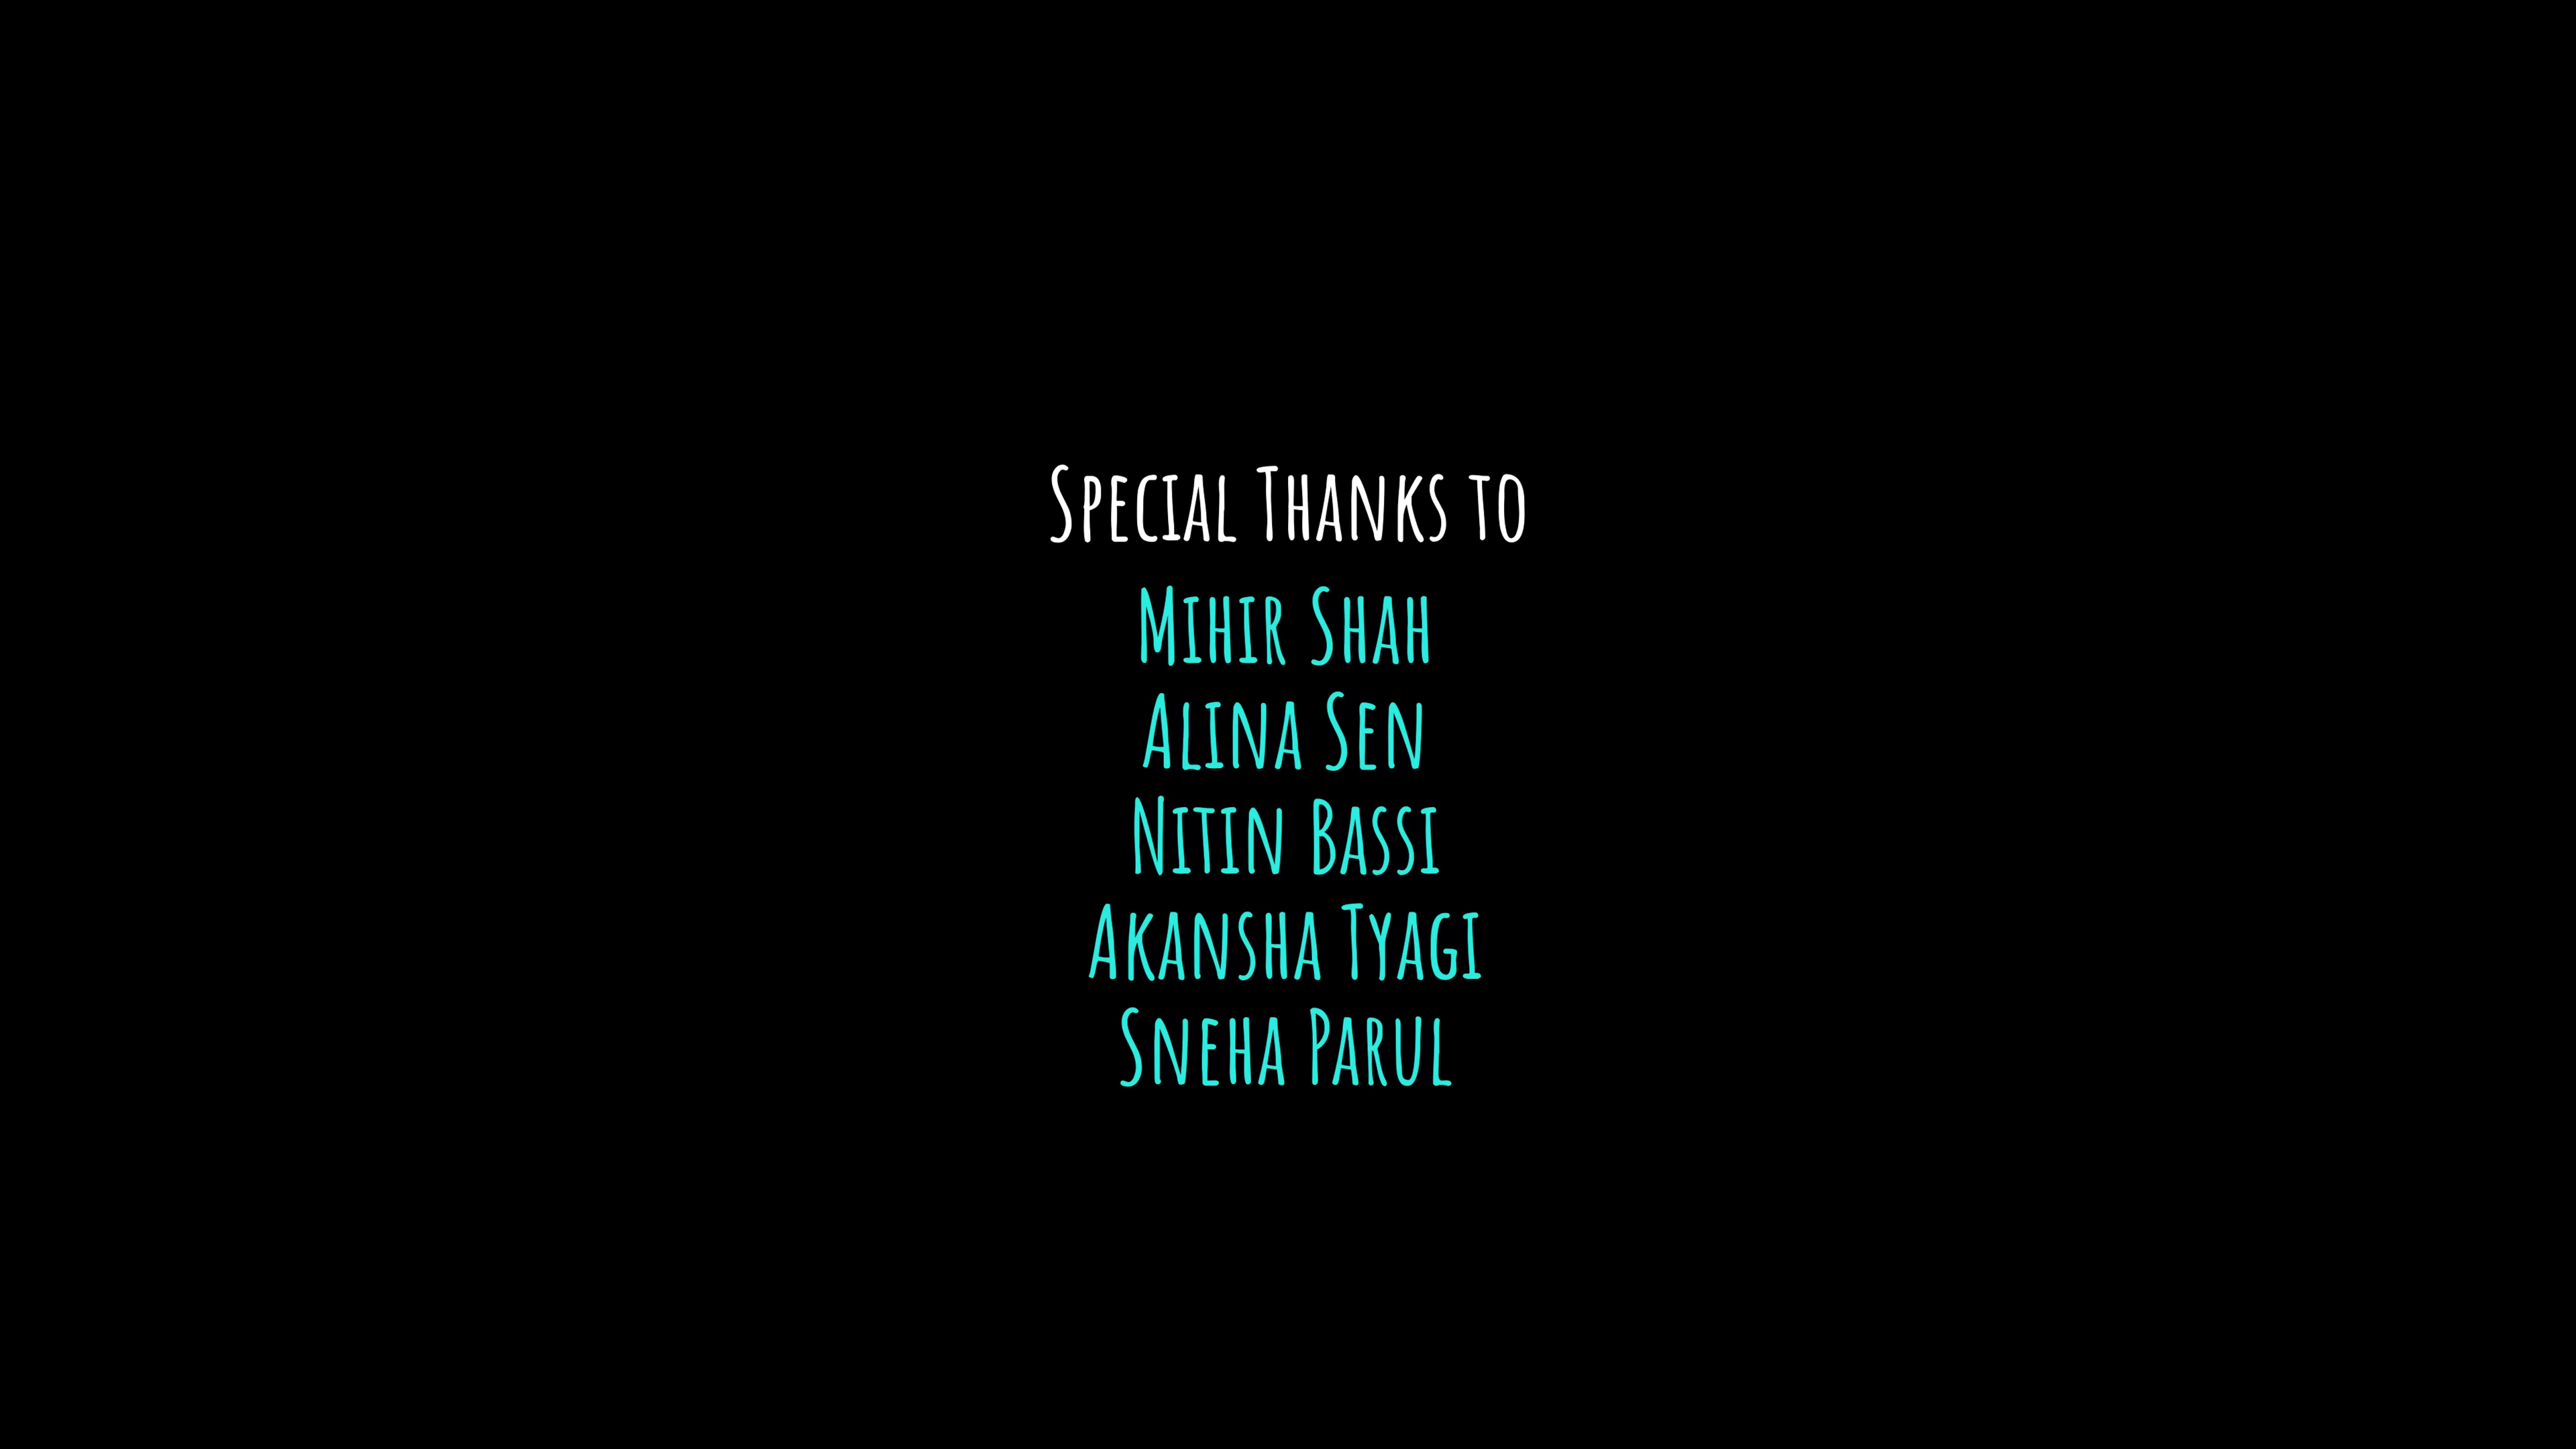 Special Thanks to
Mihir Shah
Alina Sen
Nitin Bassi
Akansha Tyagi
Sneha Parul